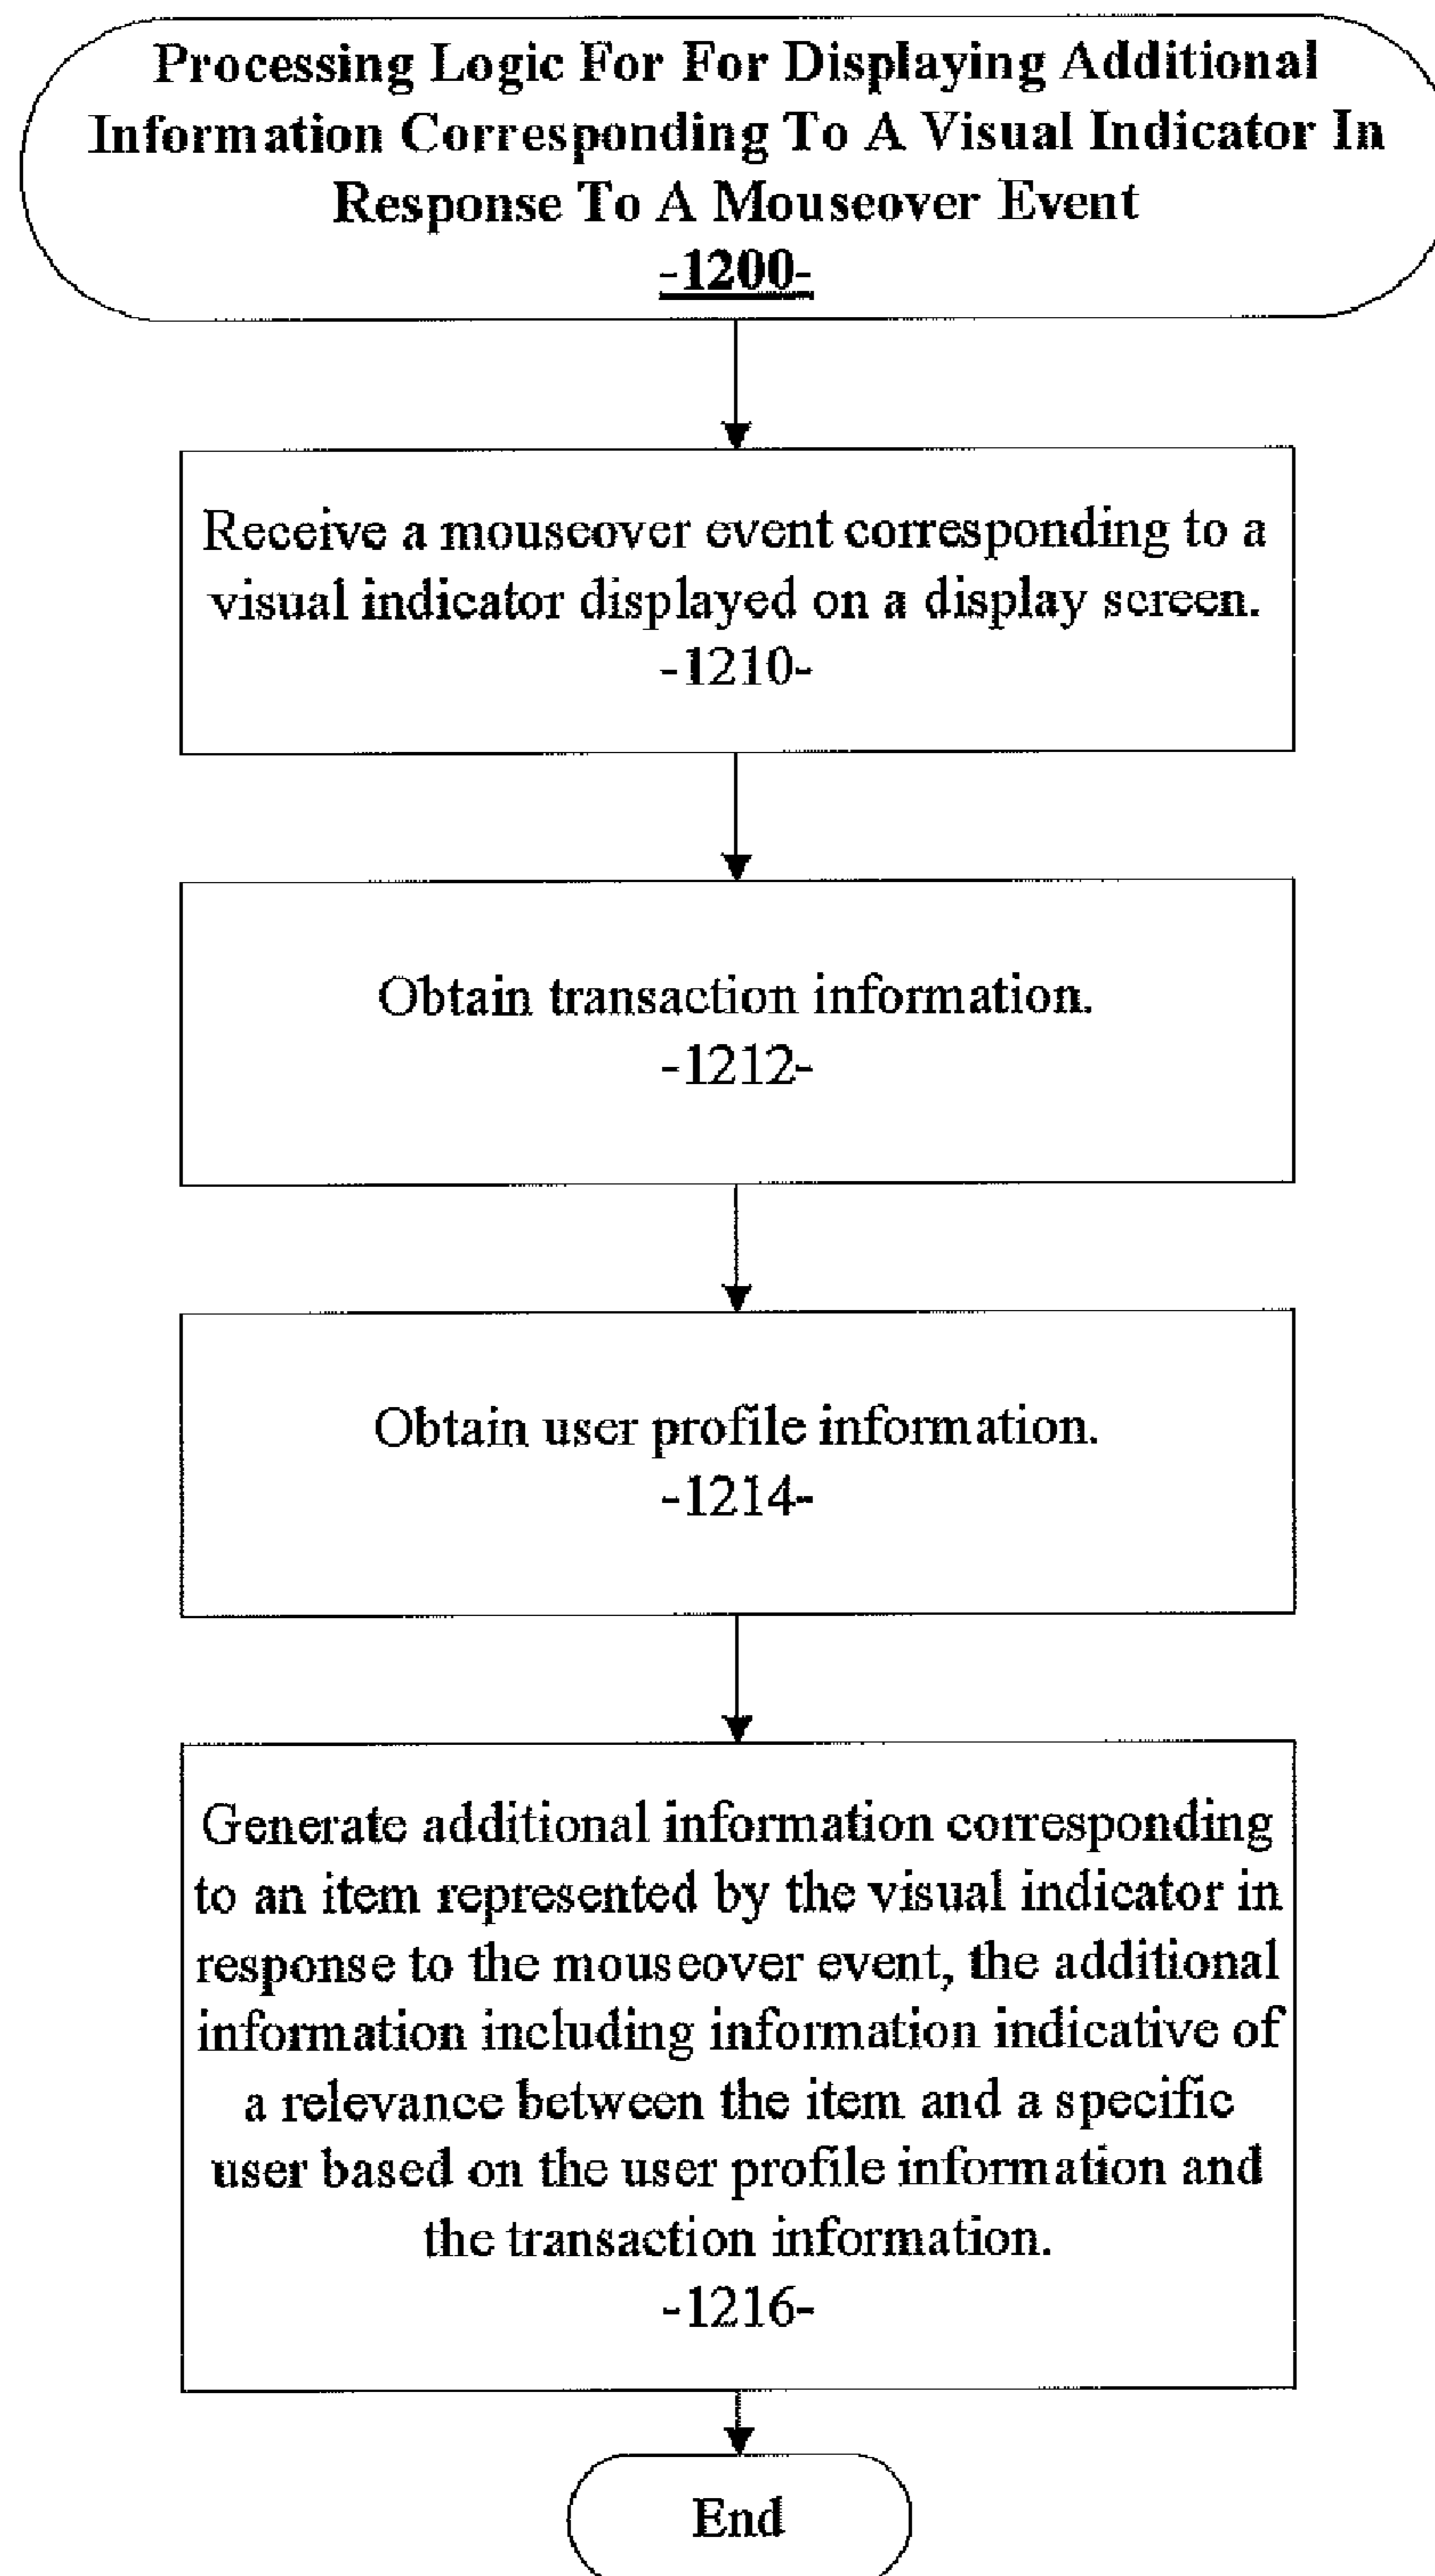 Processing Logic For For Displaying Additional
Information Corresponding To A Visual Indicator In
Response To A Mouseover Event
-1200-
Receive a mouseover event corresponding to a
visual indicator displayed on a display screen.
-1210-
Obtain transaction information.
-1212-
Obtain user profile information.
-1214-
Generate additional information corresponding
to an item represented by the visual indicator in
response to the mouseover event, the additional
information including information indicative of
a relevance between the item and a specific
user based on the user profile information and
the transaction information.
-1216-
End